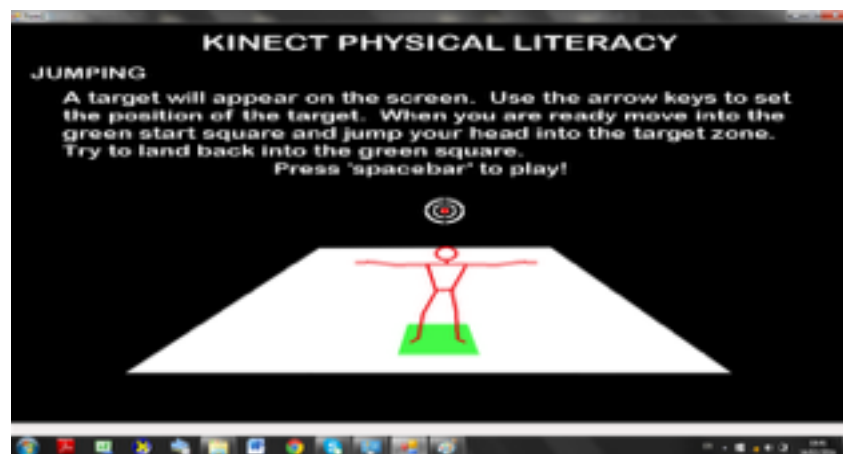 KINECT PHYSICAL LITERACY
JUMPING
A target will appear on the screen. Use the arrow keys to set
the position of the target. When you are ready move into the
green start square and jump your head into the target zone.
Try to land back into the green square.
Press 'spacebar' to play!